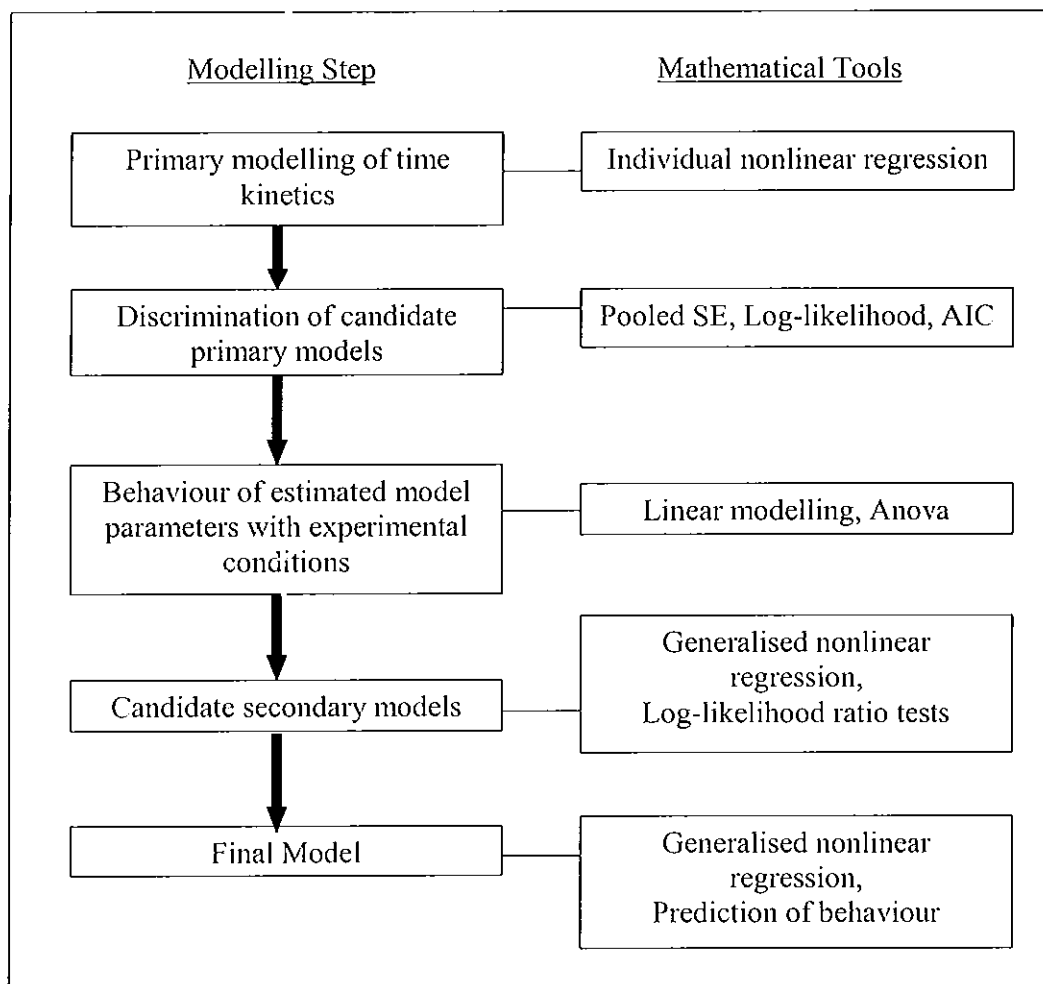 Modelling Step
Mathematical Tools
Primary modelling of time
kinetics
Individual nonlinear regression
Discrimination of candidate
primary models
Pooled SE, Log-likelihood, AIC
Behaviour of estimated model
parameters with experimental
conditions
Linear modelling, Anova
Candidate secondary models
Generalised nonlinear
regression,
Log-likelihood ratio tests
Final Model
Generalised nonlinear
regression,
Prediction of behaviour